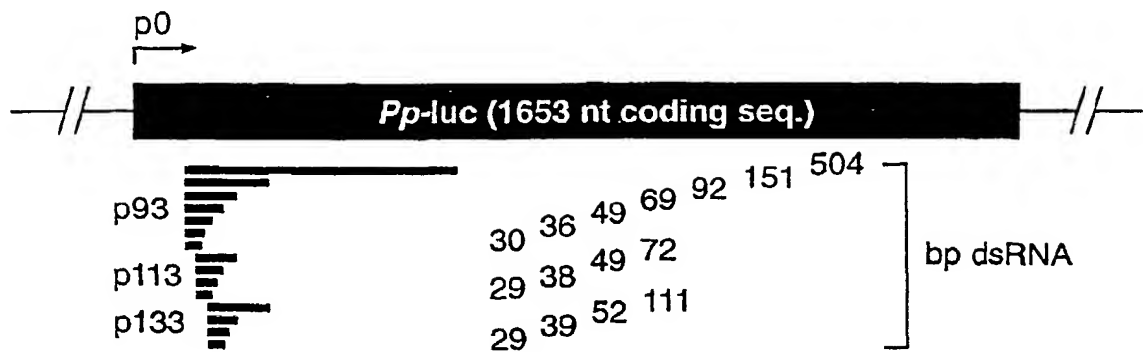 p0
Pp-luc (1653 nt coding seq.)
p93
30 36 49 69 92 151 504
p113
29 38 49 72
p133
29 39 52 111
bp dsRNA